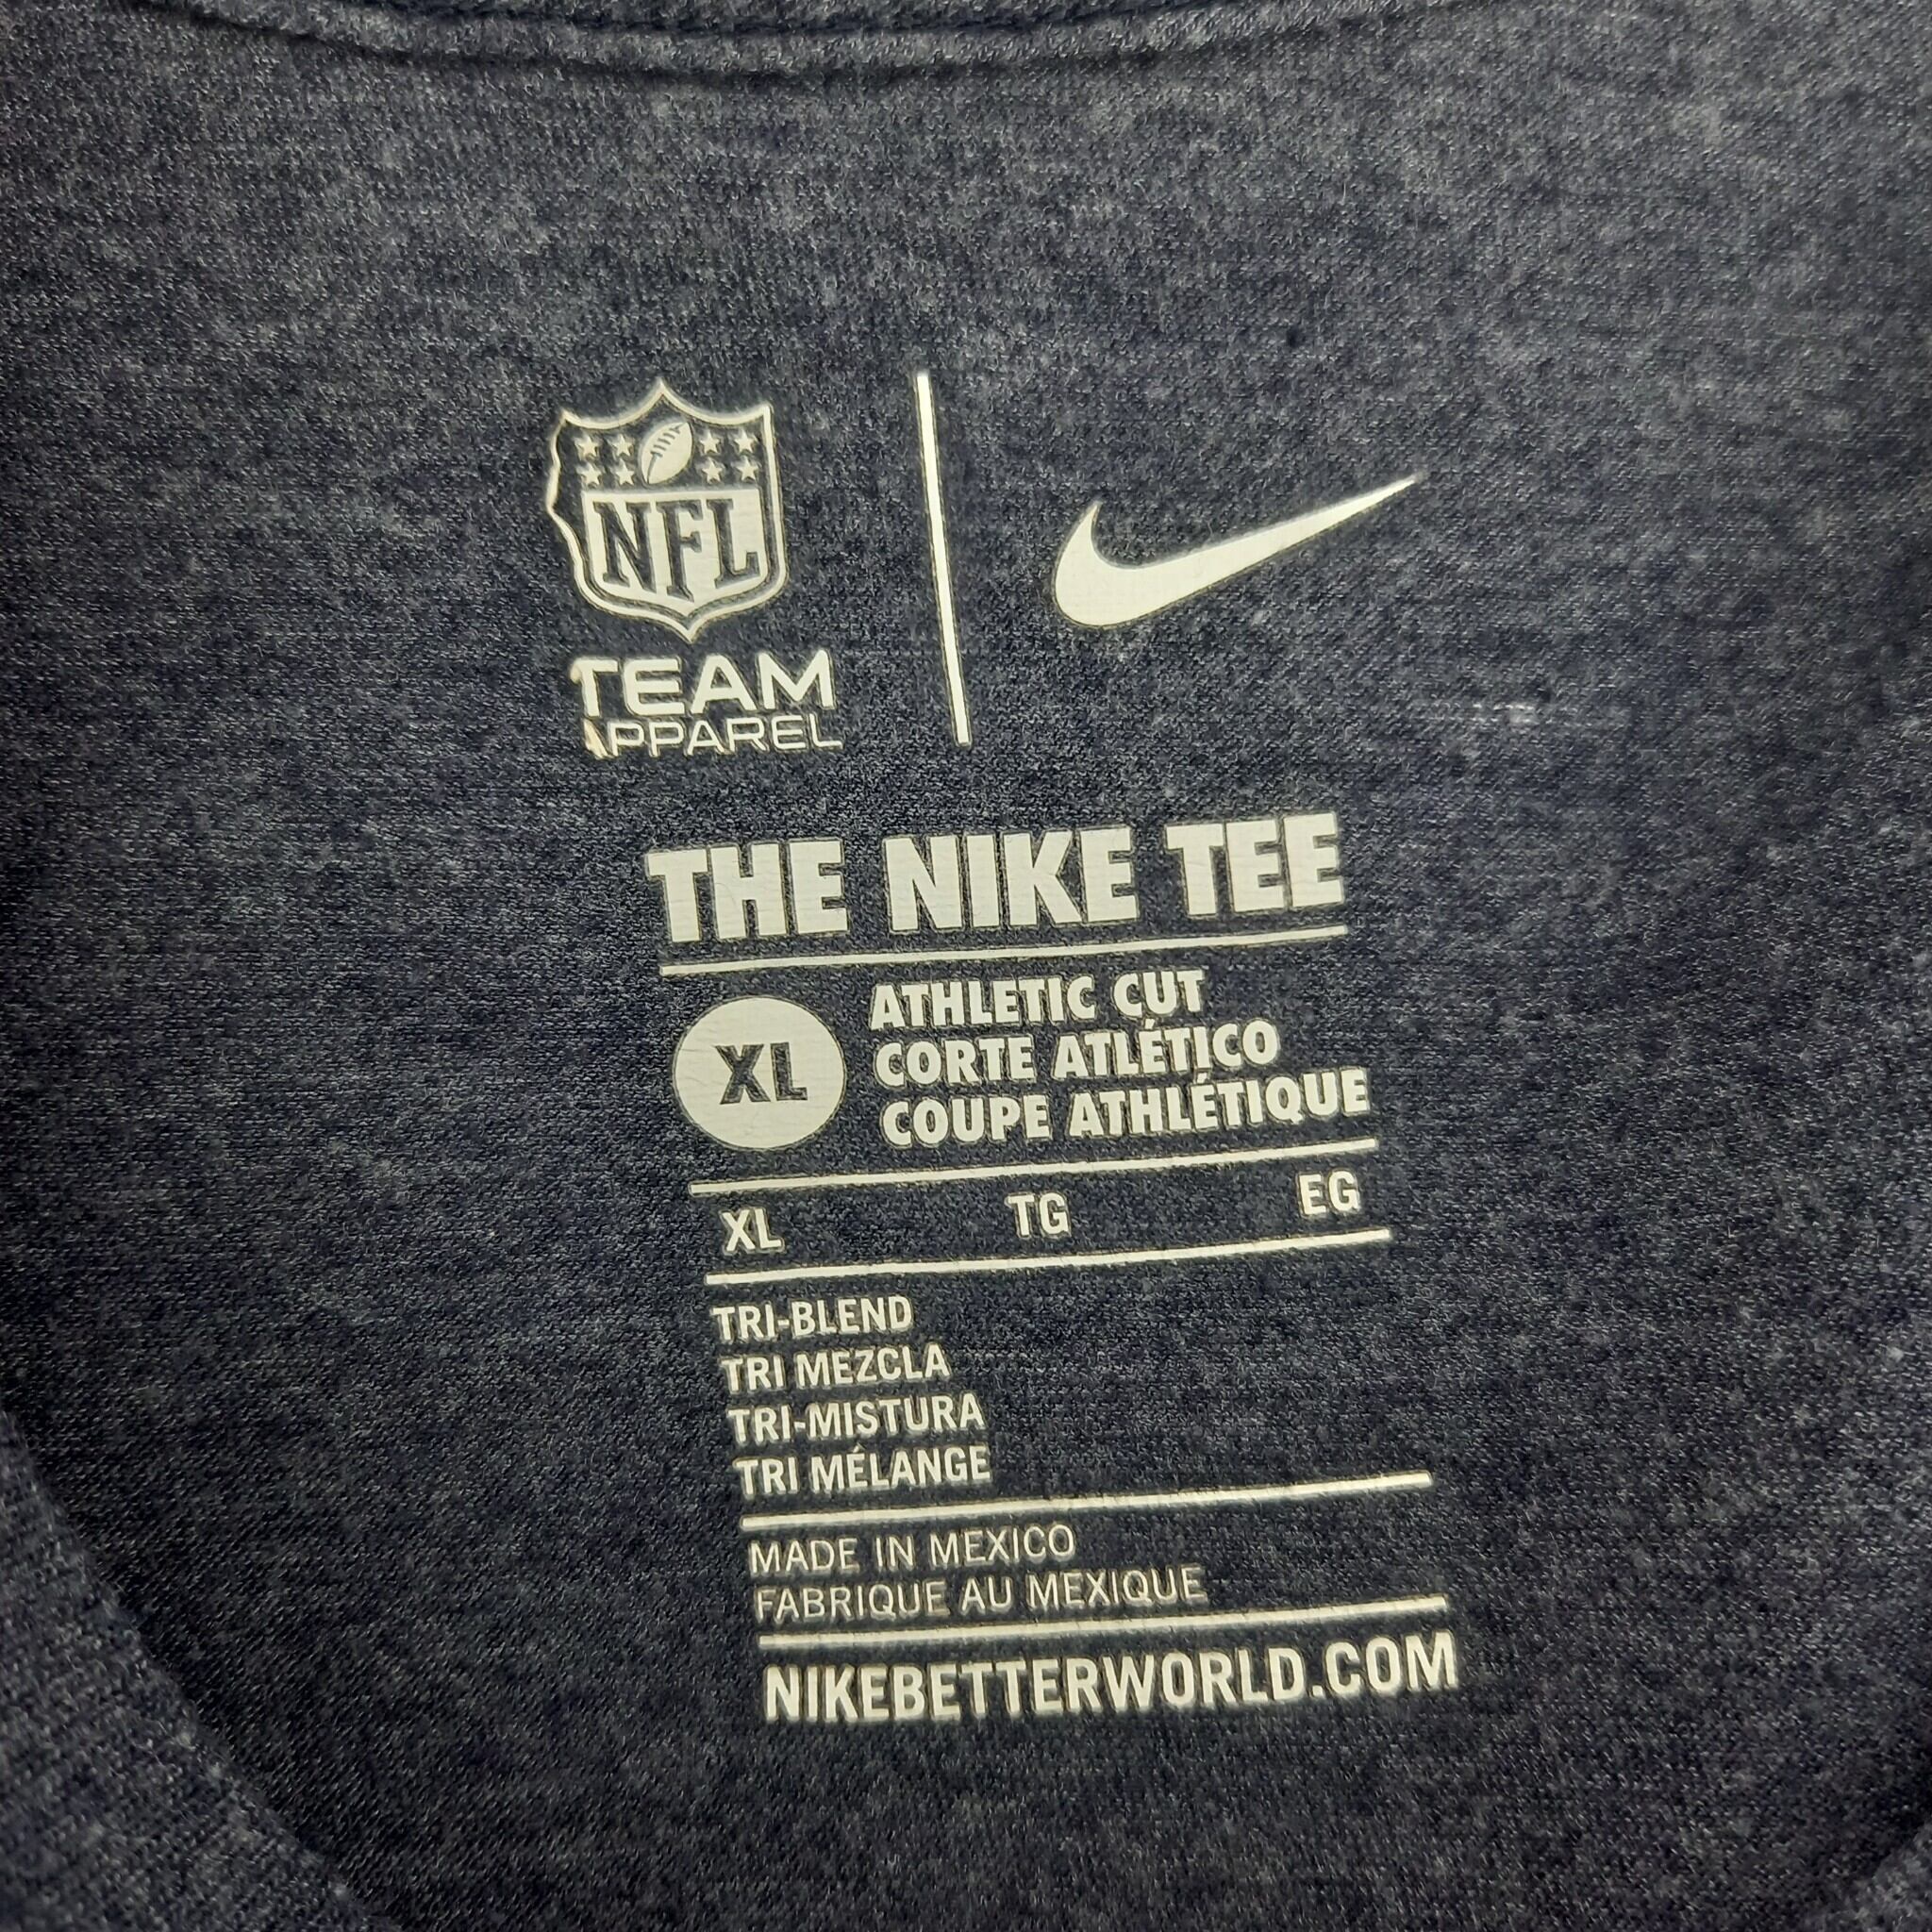 NFL
TEAM
APPAREL
THE NIKE TEE
XL
ATHLETIC CUT
CORTE ATLÉTICO
COUPE ATHLÉTIQUE
XL TG EG
TRI-BLEND
TRI MEZCLA
TRI-MISTURA
TRI MÉLANGE
MADE IN MEXICO
FABRIQUE AU MEXIQUE
NIKEBETTERWORLD.COM